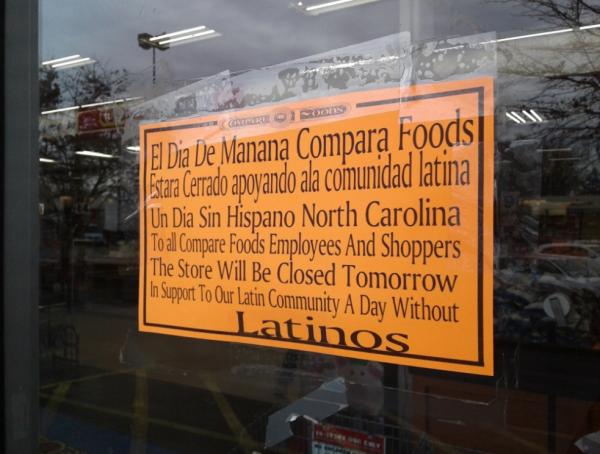 COMPARE FOODS
El Dia De Manana Compara Foods
Estara Cerrado apoyando ala comunidad latina
Un Dia Sin Hispano North Carolina
To all Compare Foods Employees And Shoppers
The Store Will Be Closed Tomorrow
In Support To Our Latin Community A Day Without
Latinos